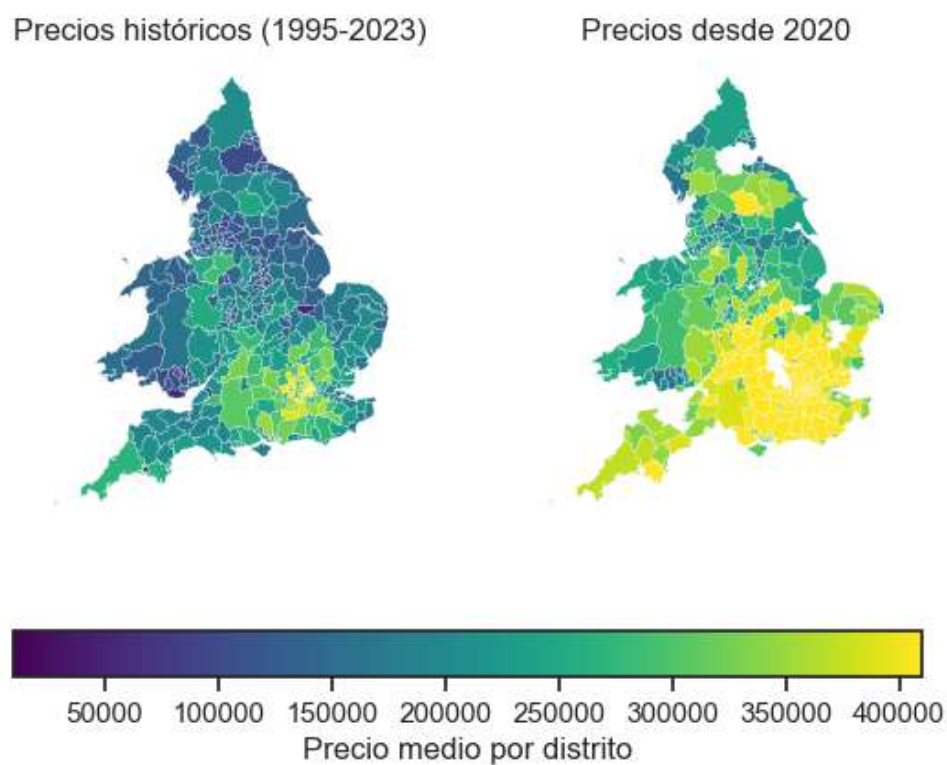 Precios históricos (1995-2023)
Precios desde 2020
50000 100000 150000 200000 250000 300000 350000 400000
Precio medio por distrito